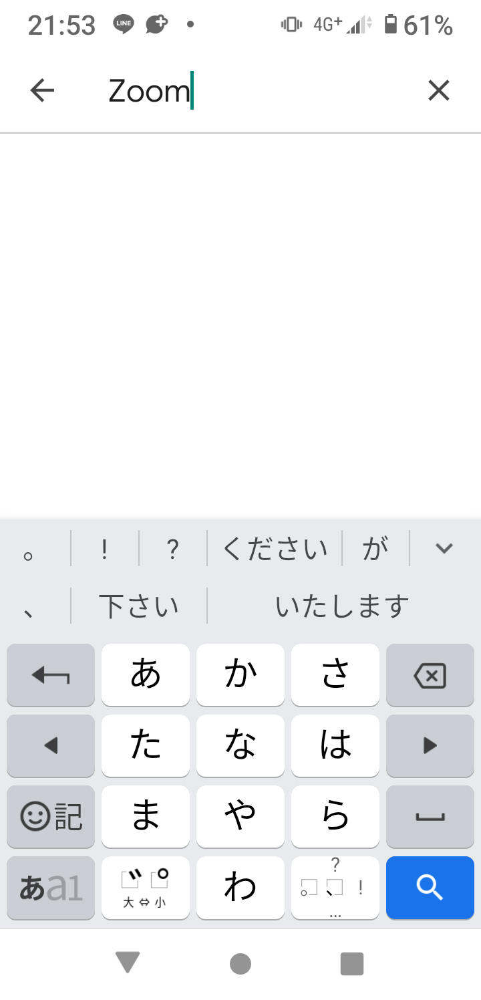 21:53 LINE 4G+ 61%
Zoom
。 ! ? ください が
、 下さい いたします
あ か さ
た な は
記 ま や ら
あa1 大⇔小 わ 。、?!…